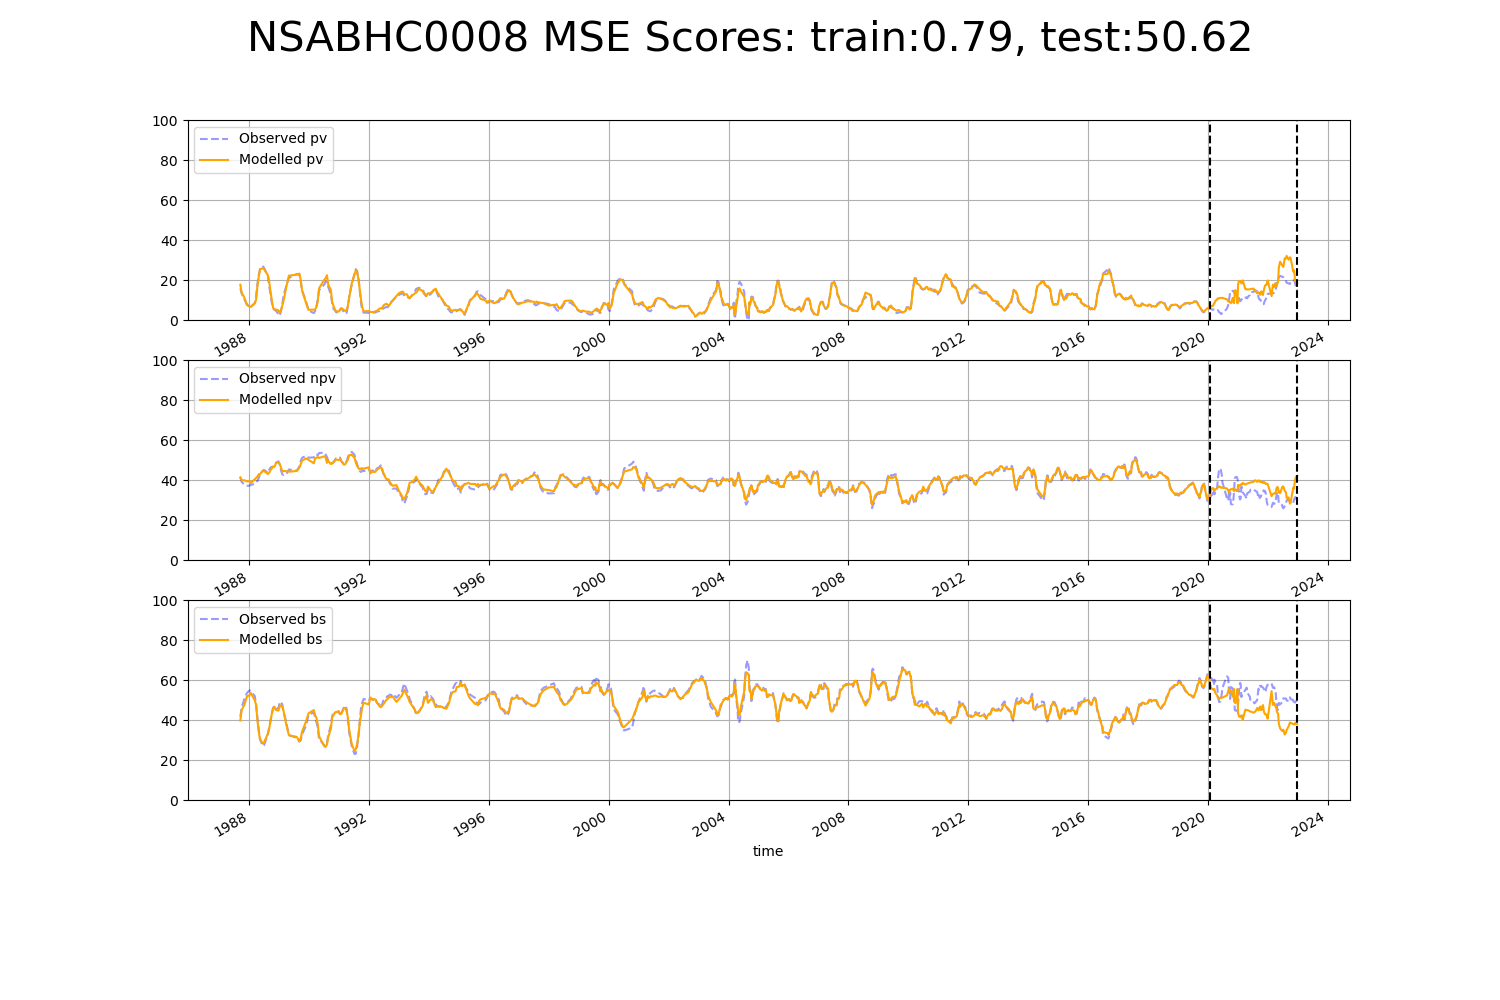 NSABHC0008 MSE Scores: train:0.79, test:50.62
100
80
60
40
20
0
Observed pv
Modelled pv
1988 1992 1996 2000 2004 2008 2012 2016 2020 2024
100
80
60
40
20
0
Observed npv
Modelled npv
1988 1992 1996 2000 2004 2008 2012 2016 2020 2024
100
80
60
40
20
0
Observed bs
Modelled bs
1988 1992 1996 2000 2004 2008 2012 2016 2020 2024
time